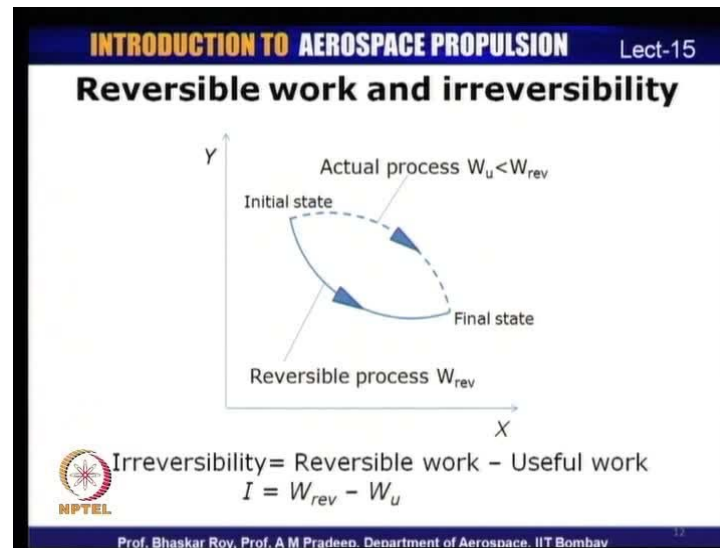 INTRODUCTION TO AEROSPACE PROPULSION Lect-15
Reversible work and irreversibility
Y
Actual process Wu<Wrev
Initial state
Final state
Reversible process Wrev
X
Irreversibility= Reversible work – Useful work
I = Wrev – Wu
NPTEL
12
Prof. Bhaskar Roy, Prof. A M Pradeep, Department of Aerospace, IIT Bombay